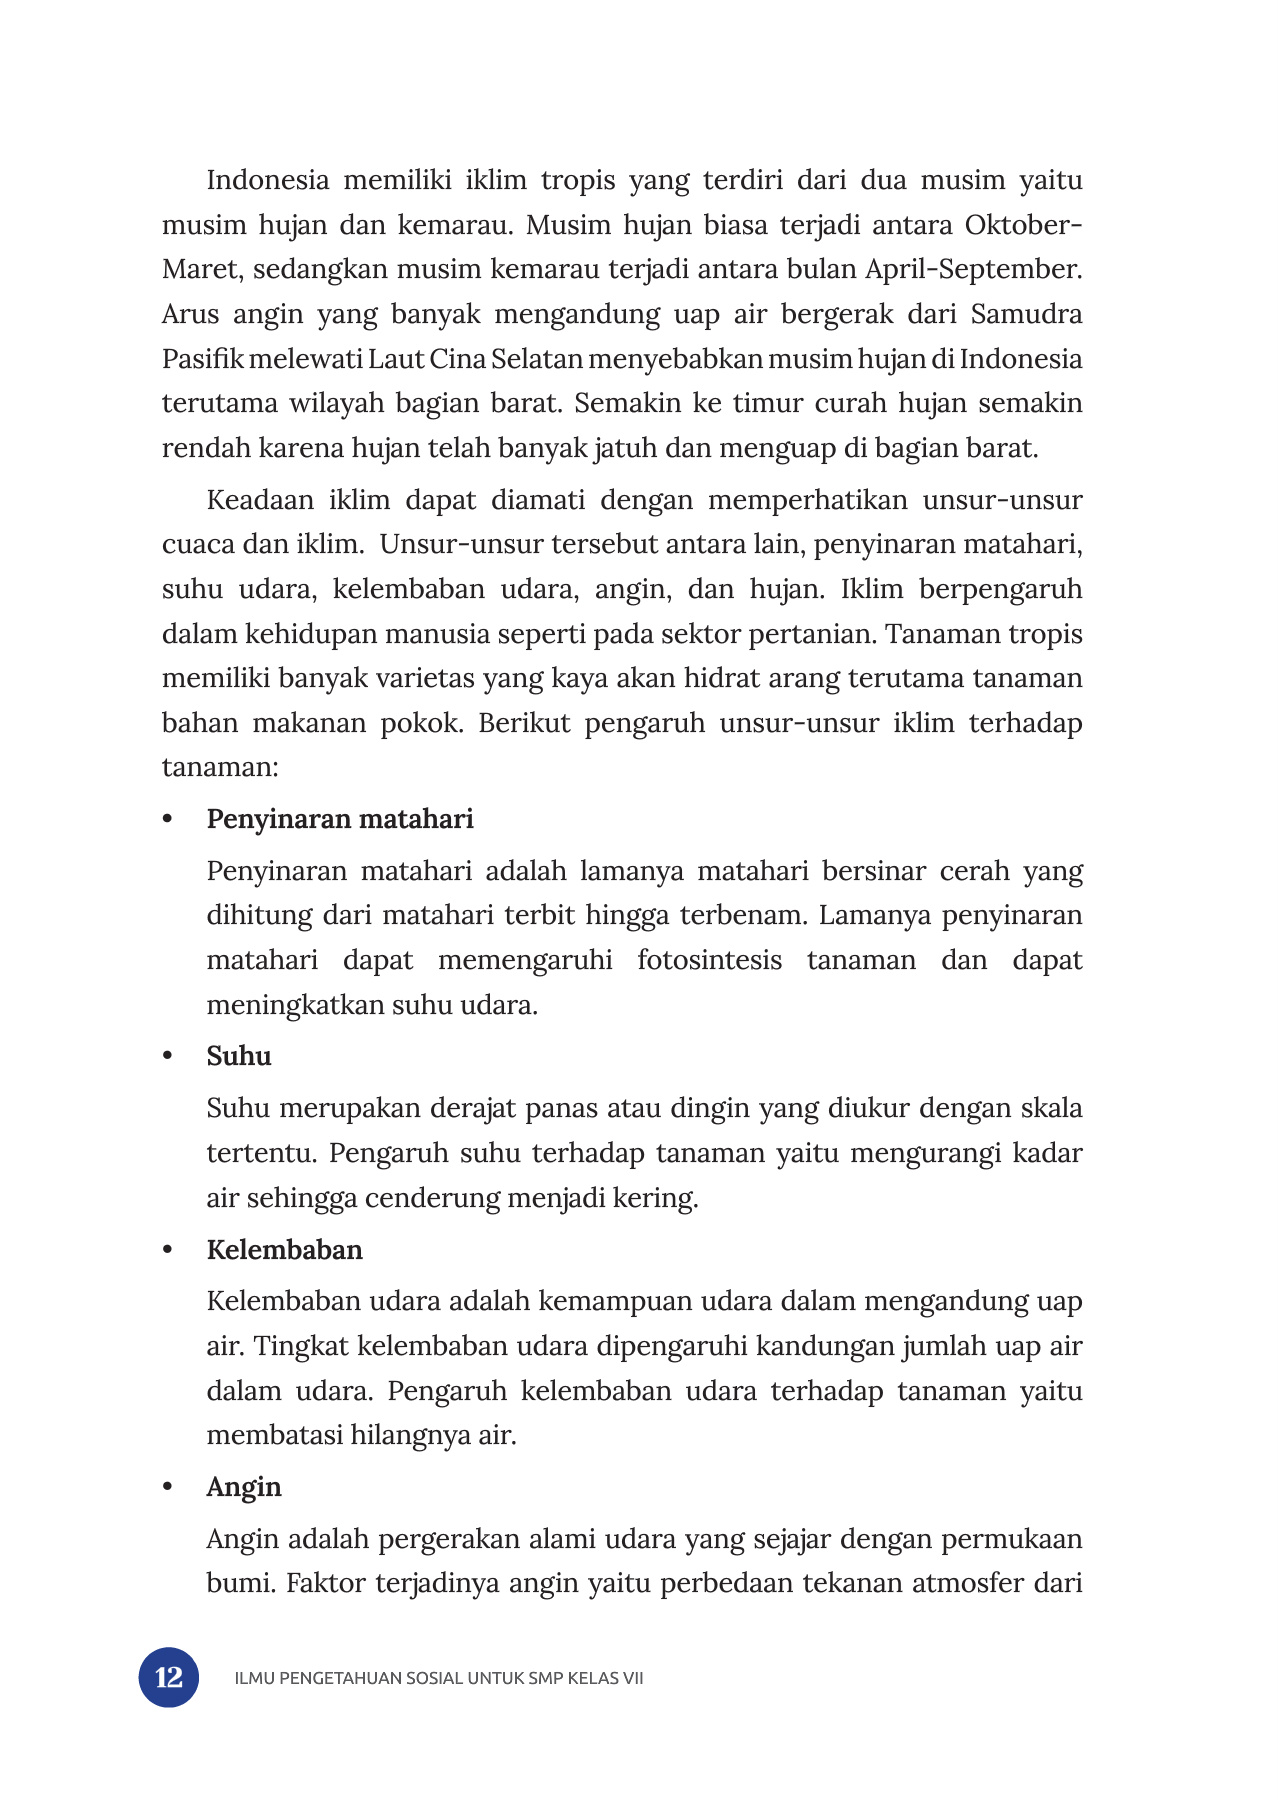 Indonesia memiliki iklim tropis yang terdiri dari dua musim yaitu
musim hujan dan kemarau. Musim hujan biasa terjadi antara Oktober-
Maret, sedangkan musim kemarau terjadi antara bulan April-September.
Arus angin yang banyak mengandung uap air bergerak dari Samudra
Pasifik melewati Laut Cina Selatan menyebabkan musim hujan di Indonesia
terutama wilayah bagian barat. Semakin ke timur curah hujan semakin
rendah karena hujan telah banyak jatuh dan menguap di bagian barat.
Keadaan iklim dapat diamati dengan memperhatikan unsur-unsur
cuaca dan iklim. Unsur-unsur tersebut antara lain, penyinaran matahari,
suhu udara, kelembaban udara, angin, dan hujan. Iklim berpengaruh
dalam kehidupan manusia seperti pada sektor pertanian. Tanaman tropis
memiliki banyak varietas yang kaya akan hidrat arang terutama tanaman
bahan makanan pokok. Berikut pengaruh unsur-unsur iklim terhadap
tanaman:
• Penyinaran matahari
Penyinaran matahari adalah lamanya matahari bersinar cerah yang
dihitung dari matahari terbit hingga terbenam. Lamanya penyinaran
matahari dapat memengaruhi fotosintesis tanaman dan dapat
meningkatkan suhu udara.
• Suhu
Suhu merupakan derajat panas atau dingin yang diukur dengan skala
tertentu. Pengaruh suhu terhadap tanaman yaitu mengurangi kadar
air sehingga cenderung menjadi kering.
• Kelembaban
Kelembaban udara adalah kemampuan udara dalam mengandung uap
air. Tingkat kelembaban udara dipengaruhi kandungan jumlah uap air
dalam udara. Pengaruh kelembaban udara terhadap tanaman yaitu
membatasi hilangnya air.
• Angin
Angin adalah pergerakan alami udara yang sejajar dengan permukaan
bumi. Faktor terjadinya angin yaitu perbedaan tekanan atmosfer dari
12 ILMU PENGETAHUAN SOSIAL UNTUK SMP KELAS VII